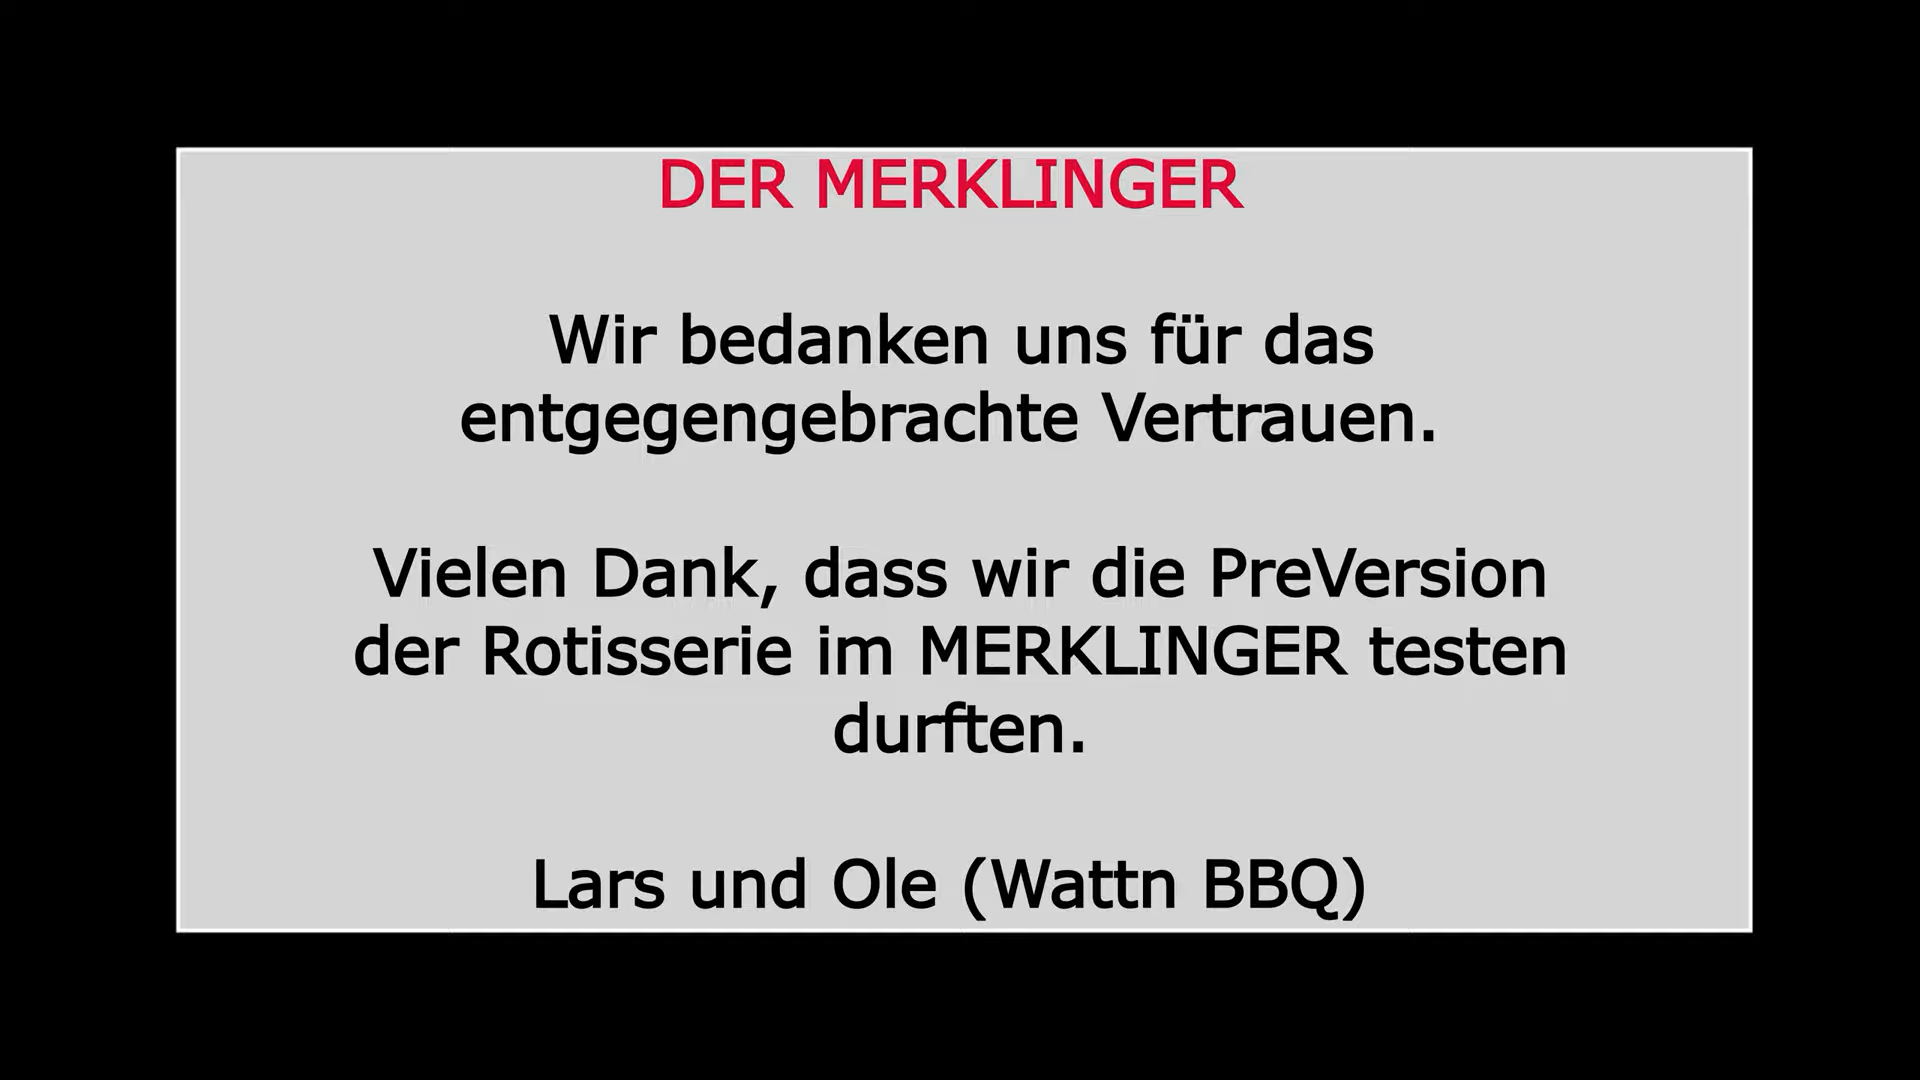 DER MERKLINGER
Wir bedanken uns für das
entgegengebrachte Vertrauen.
Vielen Dank, dass wir die PreVersion
der Rotisserie im MERKLINGER testen
durften.
Lars und Ole (Wattn BBQ)